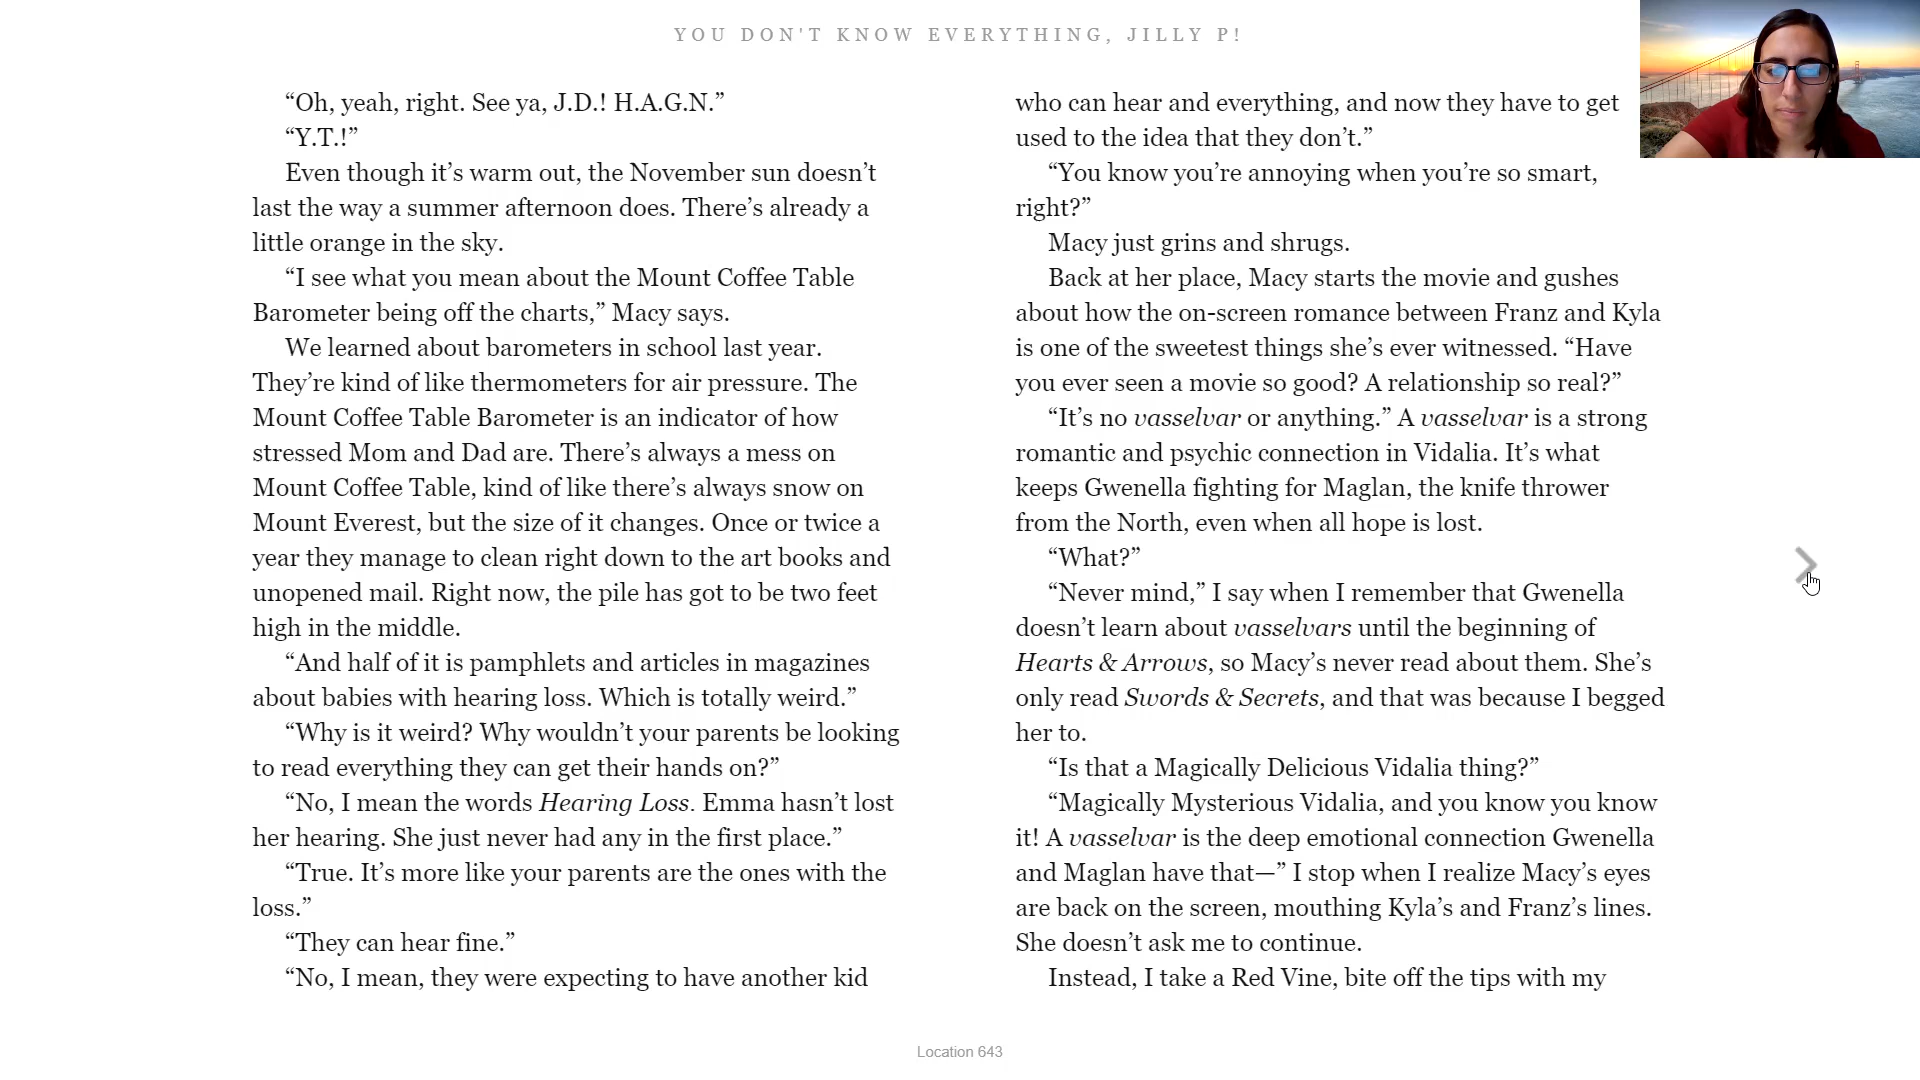 YOU DON'T KNOW EVERYTHING, JILLY P!
“Oh, yeah, right. See ya, J.D.! H.A.G.N.”
“Y.T.!”
Even though it’s warm out, the November sun doesn’t
last the way a summer afternoon does. There’s already a
little orange in the sky.
“I see what you mean about the Mount Coffee Table
Barometer being off the charts,” Macy says.
We learned about barometers in school last year.
They’re kind of like thermometers for air pressure. The
Mount Coffee Table Barometer is an indicator of how
stressed Mom and Dad are. There’s always a mess on
Mount Coffee Table, kind of like there’s always snow on
Mount Everest, but the size of it changes. Once or twice a
year they manage to clean right down to the art books and
unopened mail. Right now, the pile has got to be two feet
high in the middle.
“And half of it is pamphlets and articles in magazines
about babies with hearing loss. Which is totally weird.”
“Why is it weird? Why wouldn’t your parents be looking
to read everything they can get their hands on?”
“No, I mean the words Hearing Loss. Emma hasn’t lost
her hearing. She just never had any in the first place.”
“True. It’s more like your parents are the ones with the
loss.”
“They can hear fine.”
“No, I mean, they were expecting to have another kid
who can hear and everything, and now they have to get
used to the idea that they don’t.”
“You know you’re annoying when you’re so smart,
right?”
Macy just grins and shrugs.
Back at her place, Macy starts the movie and gushes
about how the on-screen romance between Franz and Kyla
is one of the sweetest things she’s ever witnessed. “Have
you ever seen a movie so good? A relationship so real?”
“It’s no vasselvar or anything.” A vasselvar is a strong
romantic and psychic connection in Vidalia. It’s what
keeps Gwenella fighting for Maglan, the knife thrower
from the North, even when all hope is lost.
“What?”
“Never mind,” I say when I remember that Gwenella
doesn’t learn about vasselvars until the beginning of
Hearts & Arrows, so Macy’s never read about them. She’s
only read Swords & Secrets, and that was because I begged
her to.
“Is that a Magically Delicious Vidalia thing?”
“Magically Mysterious Vidalia, and you know you know
it! A vasselvar is the deep emotional connection Gwenella
and Maglan have that—” I stop when I realize Macy’s eyes
are back on the screen, mouthing Kyla’s and Franz’s lines.
She doesn’t ask me to continue.
Instead, I take a Red Vine, bite off the tips with my
Location 643